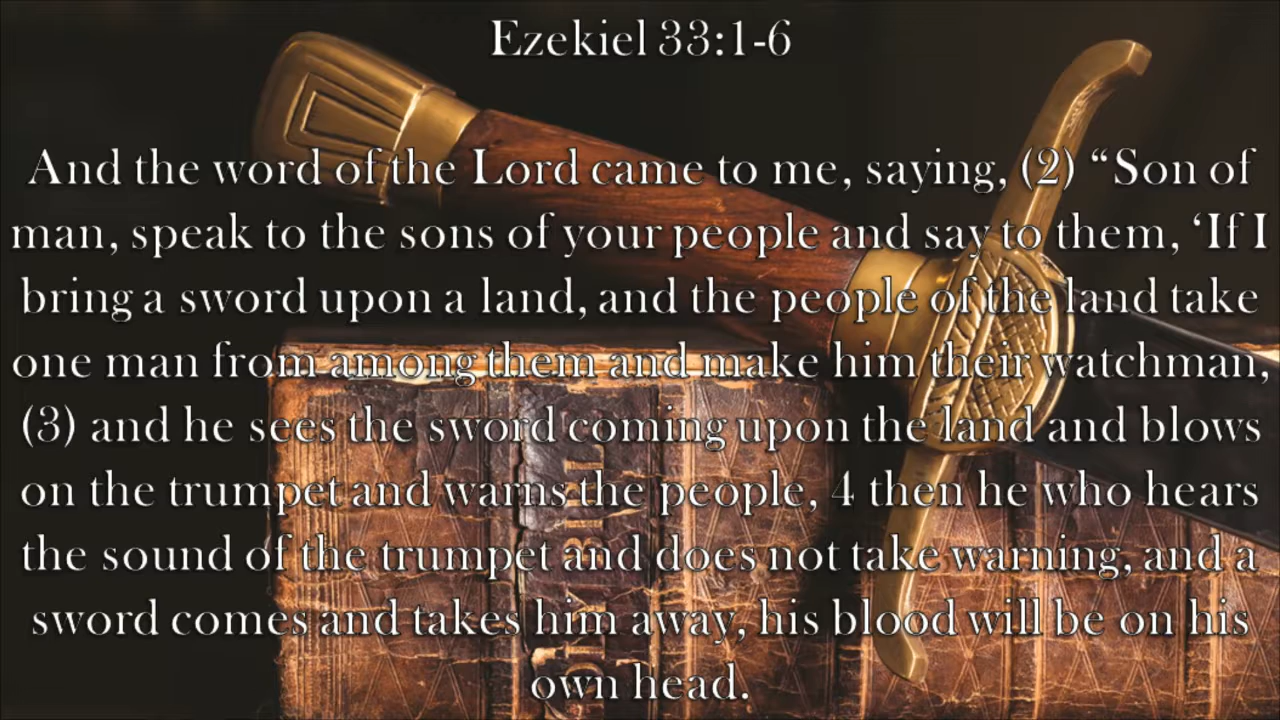 Ezekiel 33:1-6
And the word of the Lord came to me, saying, (2) “Son of
man, speak to the sons of your people and say to them, ‘If I
bring a sword upon a land, and the people of the land take
one man from among them and make him their watchman,
(3) and he sees the sword coming upon the land and blows
on the trumpet and warns the people, 4 then he who hears
the sound of the trumpet and does not take warning, and a
sword comes and takes him away, his blood will be on his
own head.